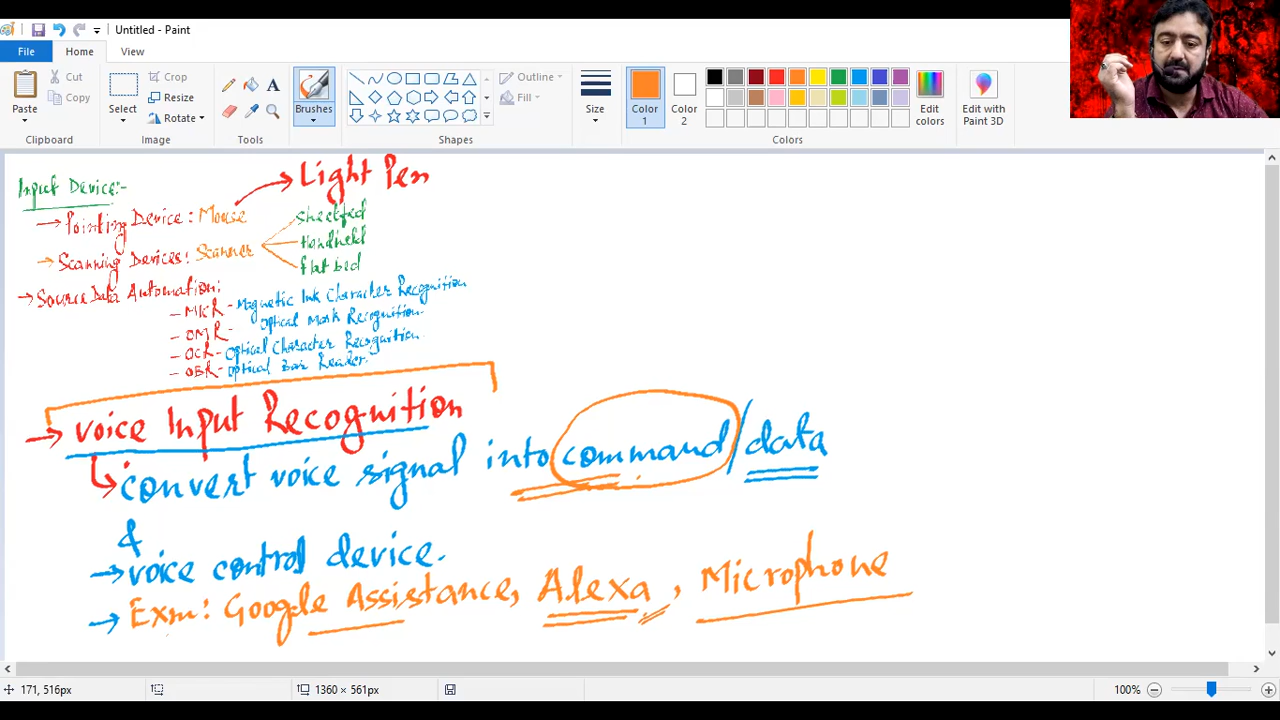 Untitled - Paint
File Home View
Paste Cut Copy Clipboard
Select Crop Resize Rotate Image
Tools
Brushes
Outline Fill Shapes
Size
Color 1 Color 2 Edit colors Colors
Edit with Paint 3D
Light Pen
Input Device:-
Pointing Device: Mouse
Scanning Devices: Scanner
sheetfed
Handheld
flat bed
Source Data Automation:
- MICR - Magnetic Ink Character Recognition
- OMR - Optical Mark Recognition
- OCR - Optical Character Recognition
- OBR - Optical Bar Reader.
voice Input Recognition
convert voice signal into command/data
&
voice control device.
Exm: Google Assistance, Alexa, Microphone
171, 516px 1360 × 561px 100%